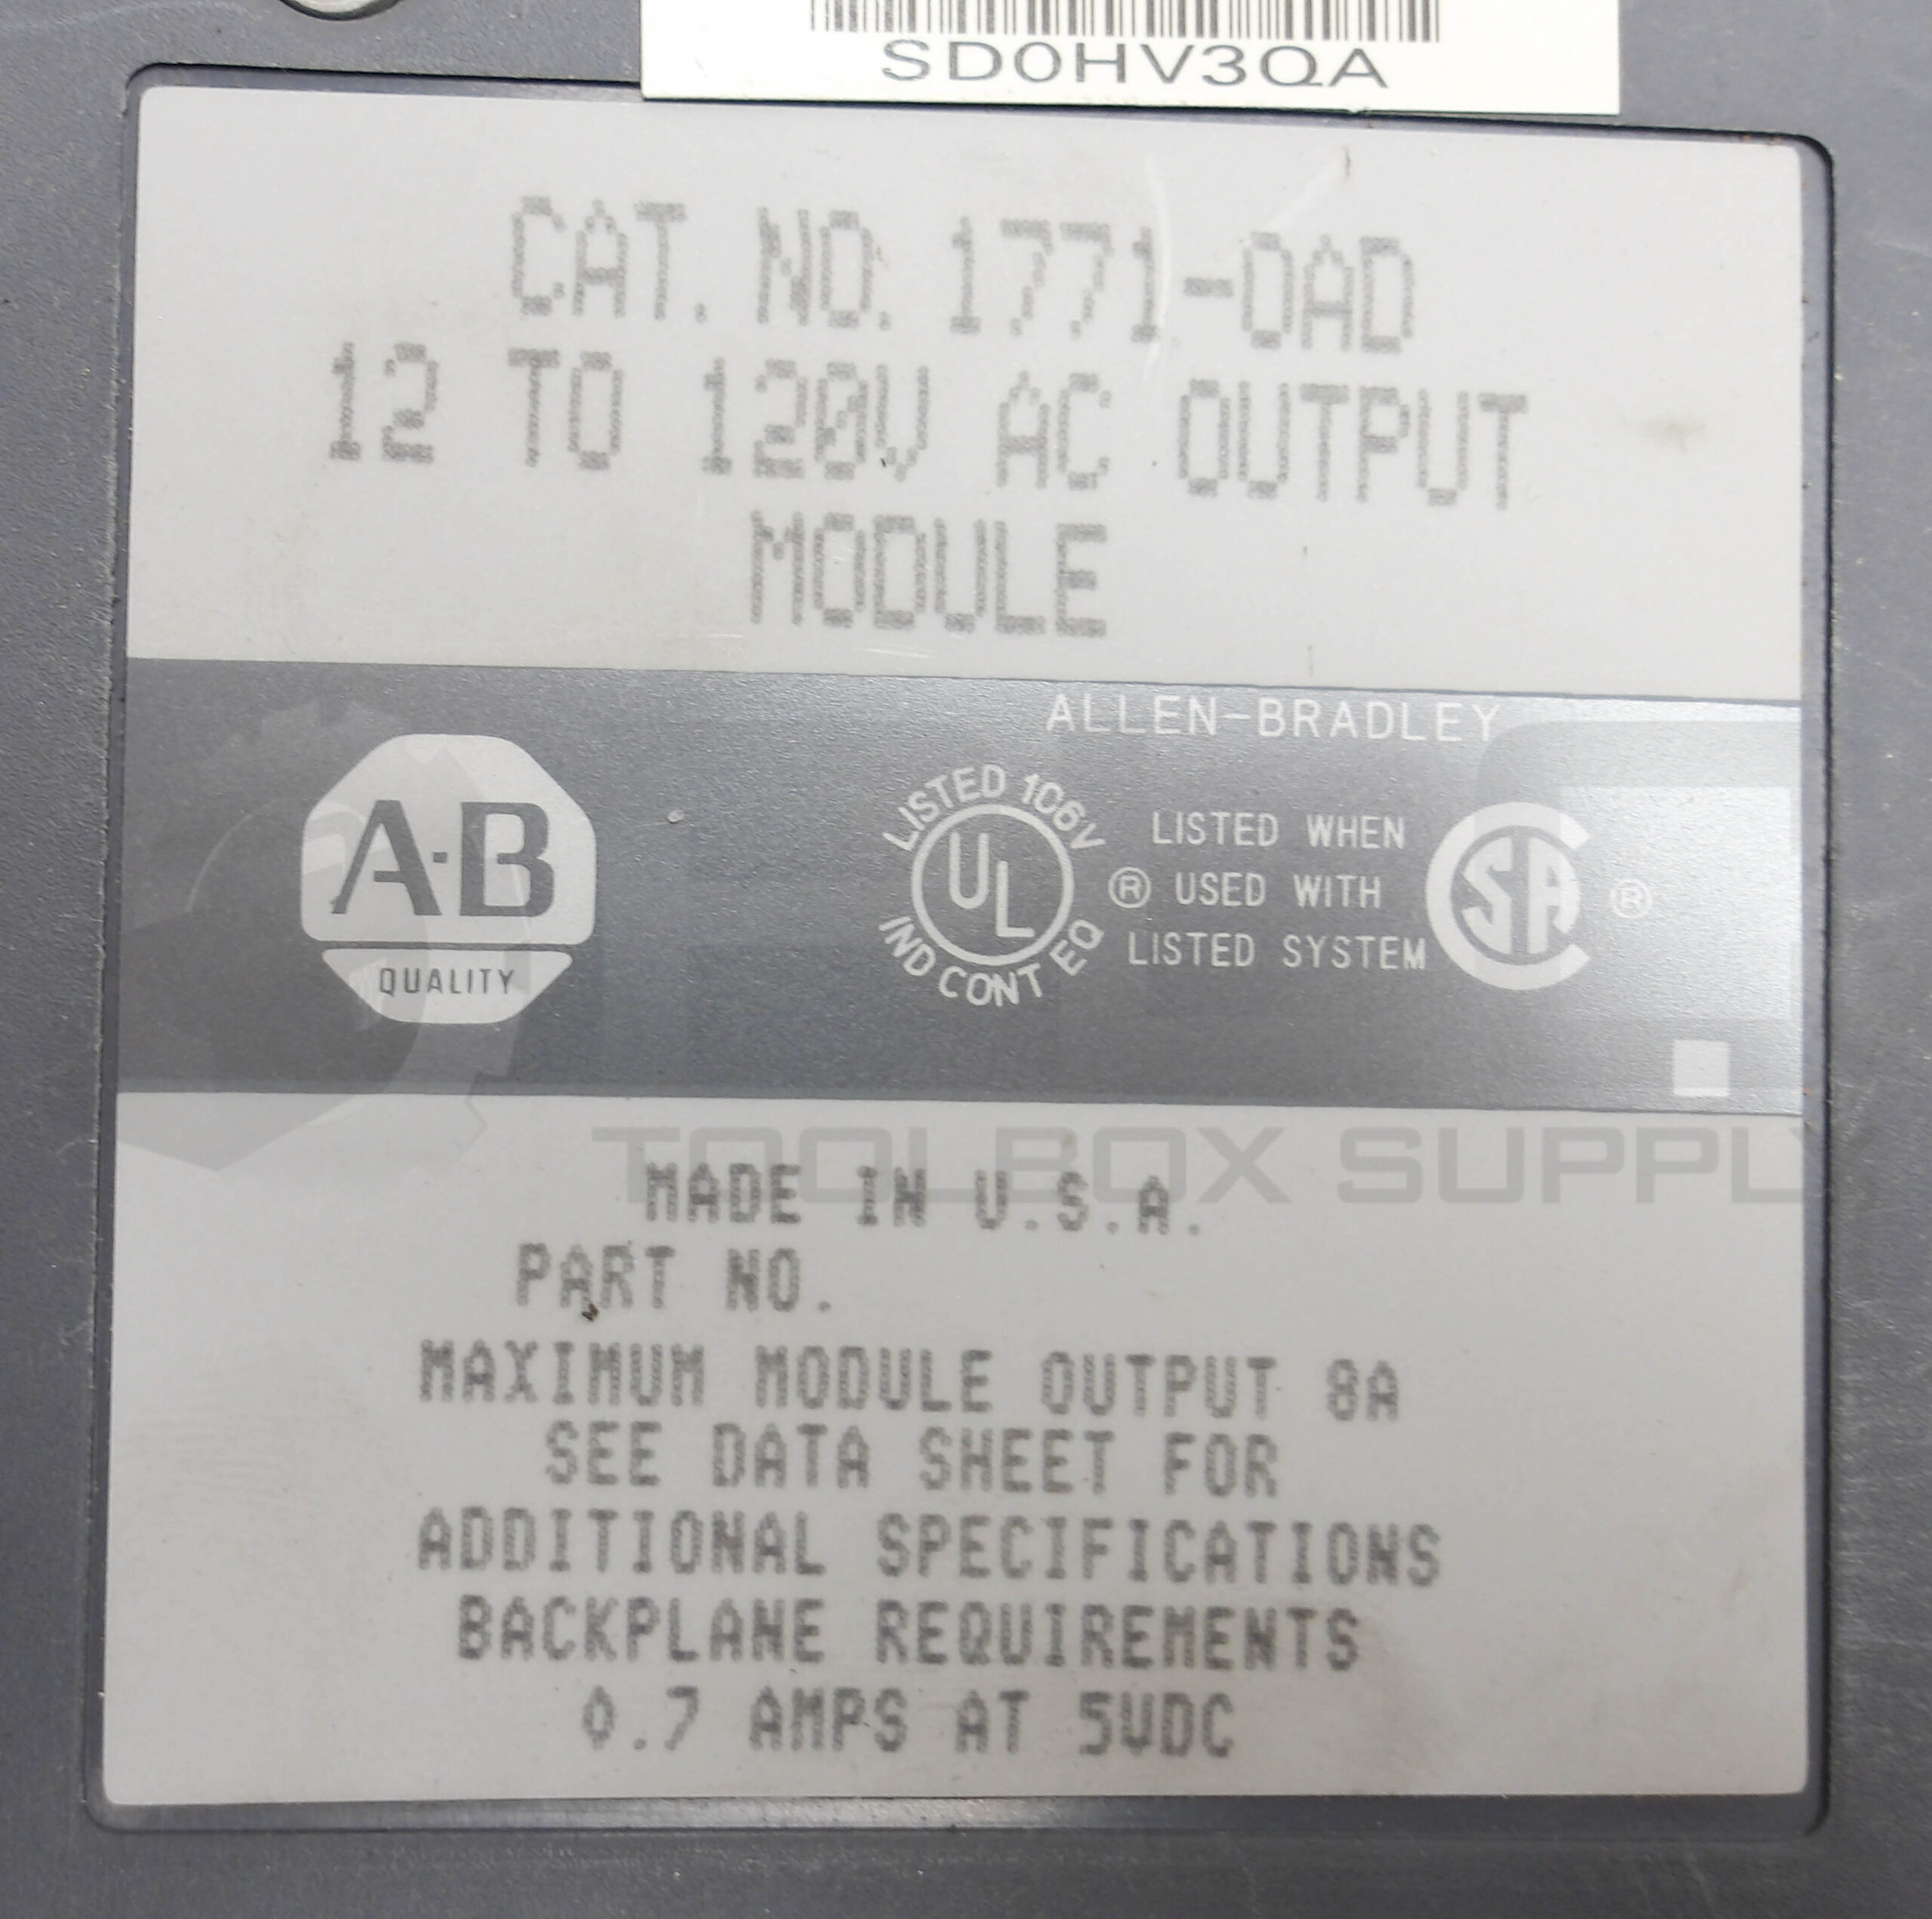 SD0HV3QA
CAT. NO. 1771-OAD
12 TO 120V AC OUTPUT
MODULE
ALLEN-BRADLEY
A·B
QUALITY
LISTED 106V
UL
IND CONT EQ
®
LISTED WHEN
USED WITH
LISTED SYSTEM
CSA
®
TOOLBOX SUPPLY
MADE IN U.S.A.
PART NO.
MAXIMUM MODULE OUTPUT 8A
SEE DATA SHEET FOR
ADDITIONAL SPECIFICATIONS
BACKPLANE REQUIREMENTS
0.7 AMPS AT 5VDC